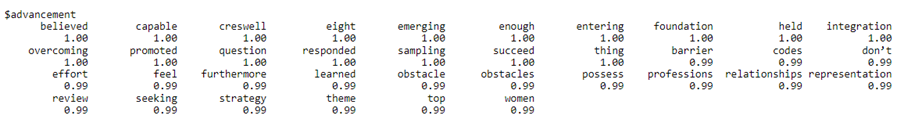 $advancement
believed capable creswell eight emerging enough entering foundation held integration
1.00 1.00 1.00 1.00 1.00 1.00 1.00 1.00 1.00 1.00
overcoming promoted question responded sampling succeed thing barrier codes don’t
1.00 1.00 1.00 1.00 1.00 1.00 1.00 0.99 0.99 0.99
effort feel furthermore learned obstacle obstacles possess professions relationships representation
0.99 0.99 0.99 0.99 0.99 0.99 0.99 0.99 0.99 0.99
review seeking strategy theme top women
0.99 0.99 0.99 0.99 0.99 0.99